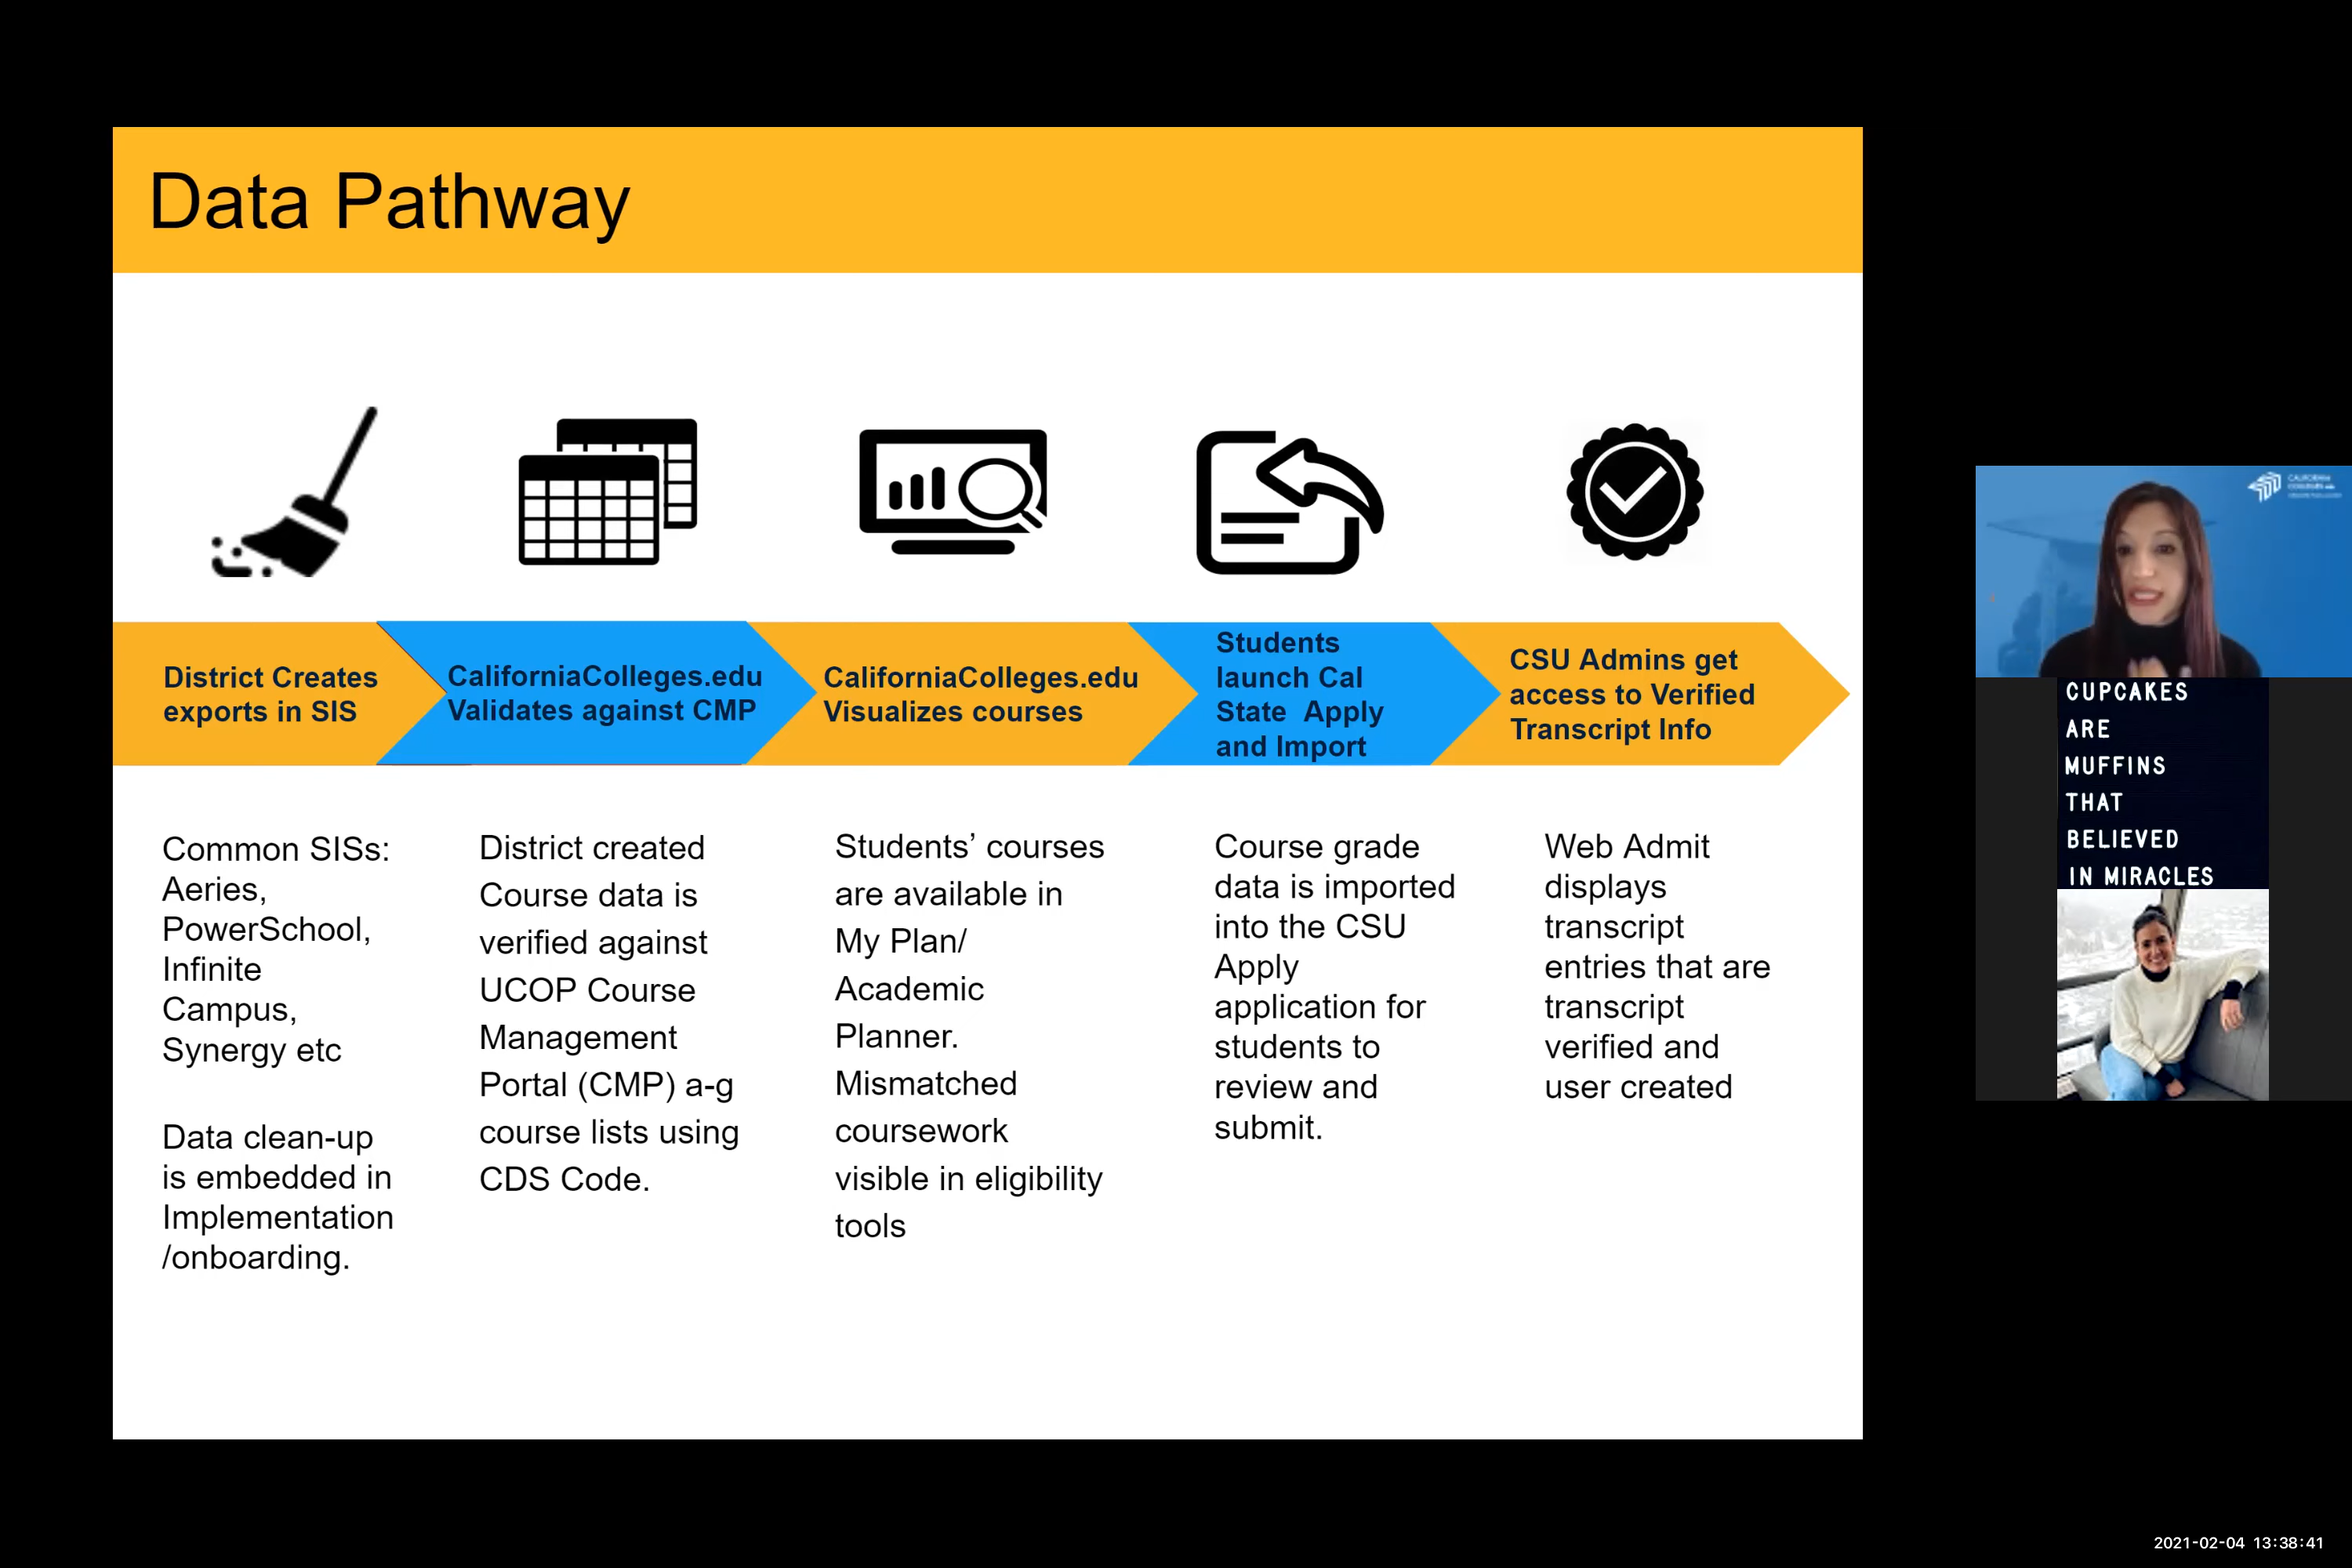 Data Pathway
District Creates
exports in SIS
CaliforniaColleges.edu
Validates against CMP
CaliforniaColleges.edu
Visualizes courses
Students
launch Cal
State Apply
and Import
CSU Admins get
access to Verified
Transcript Info
Common SISs:
Aeries,
PowerSchool,
Infinite
Campus,
Synergy etc
Data clean-up
is embedded in
Implementation
/onboarding.
District created
Course data is
verified against
UCOP Course
Management
Portal (CMP) a-g
course lists using
CDS Code.
Students’ courses
are available in
My Plan/
Academic
Planner.
Mismatched
coursework
visible in eligibility
tools
Course grade
data is imported
into the CSU
Apply
application for
students to
review and
submit.
Web Admit
displays
transcript
entries that are
transcript
verified and
user created
CALIFORNIA
COLLEGES
CUPCAKES
ARE
MUFFINS
THAT
BELIEVED
IN MIRACLES
2021-02-04 13:38:41